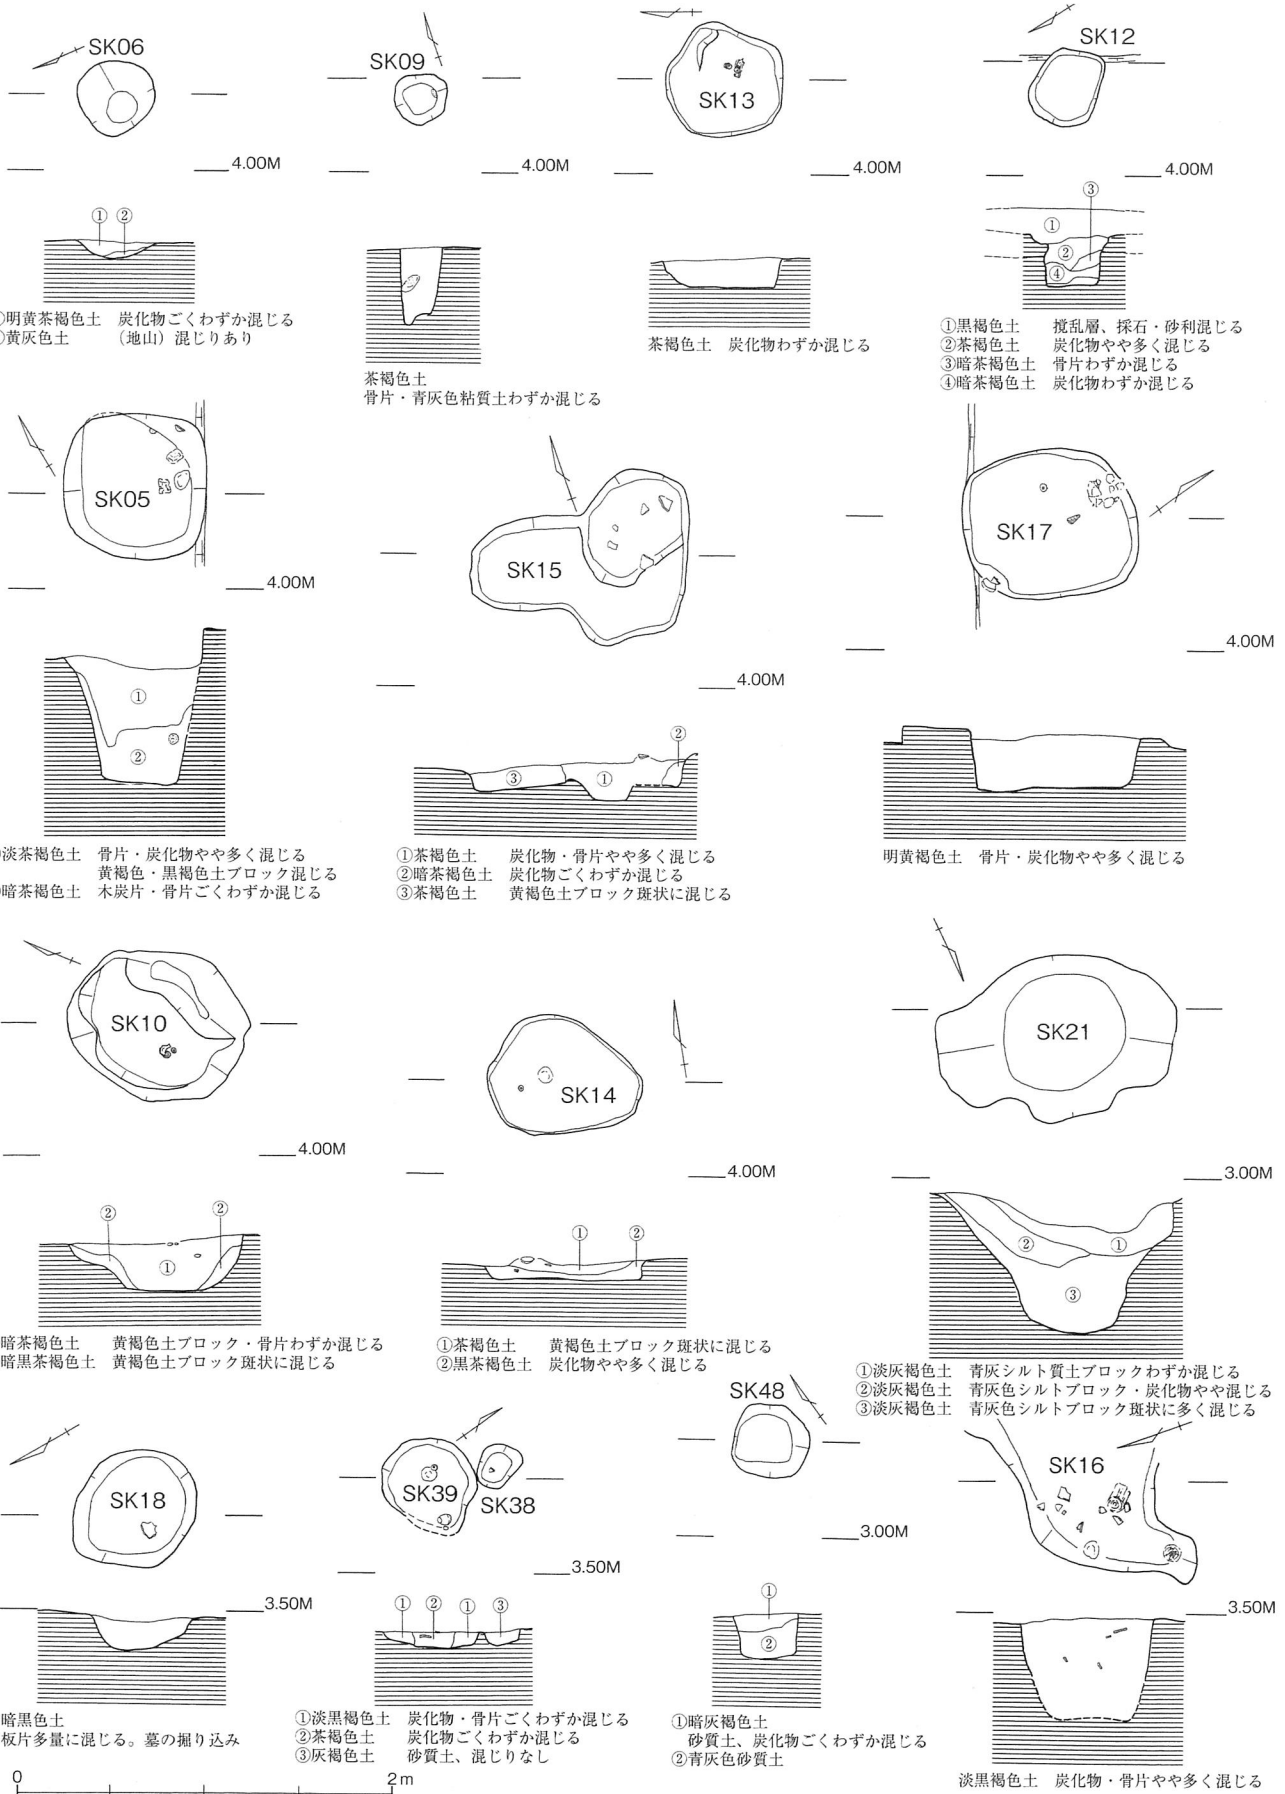 SK06
SK09
SK13
SK12
4.00M
4.00M
4.00M
4.00M
① ②
③
①
②
④
明黄茶褐色土 炭化物ごくわずか混じる
黄灰色土 (地山)混じりあり
茶褐色土
骨片・青灰色粘質土わずか混じる
茶褐色土 炭化物わずか混じる
①黒褐色土 撹乱層、採石・砂利混じる
②茶褐色土 炭化物やや多く混じる
③暗茶褐色土 骨片わずか混じる
④暗茶褐色土 炭化物わずか混じる
SK05
SK15
SK17
4.00M
4.00M
4.00M
①
②
②
③
①
淡茶褐色土 骨片・炭化物やや多く混じる
黄褐色・黒褐色土ブロック混じる
暗茶褐色土 木炭片・骨片ごくわずか混じる
①茶褐色土 炭化物・骨片やや多く混じる
②暗茶褐色土 炭化物ごくわずか混じる
③茶褐色土 黄褐色土ブロック斑状に混じる
明黄褐色土 骨片・炭化物やや多く混じる
SK10
SK14
SK21
4.00M
4.00M
3.00M
② ②
①
① ②
② ①
③
暗茶褐色土 黄褐色土ブロック・骨片わずか混じる
暗黒茶褐色土 黄褐色土ブロック斑状に混じる
①茶褐色土 黄褐色土ブロック斑状に混じる
②黒茶褐色土 炭化物やや多く混じる
①淡灰褐色土 青灰シルト質土ブロックわずか混じる
②淡灰褐色土 青灰色シルトブロック・炭化物やや混じる
③淡灰褐色土 青灰色シルトブロック斑状に多く混じる
SK18
SK39
SK38
SK48
SK16
3.50M
3.50M
3.00M
3.50M
① ② ① ③
①
②
暗黒色土
板片多量に混じる。墓の掘り込み
①淡黒褐色土 炭化物・骨片ごくわずか混じる
②茶褐色土 炭化物ごくわずか混じる
③灰褐色土 砂質土、混じりなし
①暗灰褐色土
砂質土、炭化物ごくわずか混じる
②青灰色砂質土
淡黒褐色土 炭化物・骨片やや多く混じる
0 2m